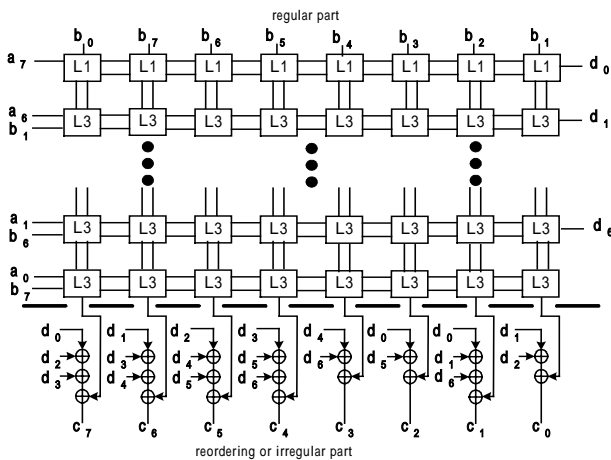 regular part
b0 b7 b6 b5 b4 b3 b2 b1
a7 L1 L1 L1 L1 L1 L1 L1 L1 d0
a6
b1 L3 L3 L3 L3 L3 L3 L3 L3 d1
a1
b6 L3 L3 L3 L3 L3 L3 L3 L3 d6
a0
b7 L3 L3 L3 L3 L3 L3 L3 L3
d0 d1 d2 d3 d4 d0 d0 d1
d2 d3 d4 d5 d6 d5 d1 d2
d3 d4 d5 d6 d6
c7 c6 c5 c4 c3 c2 c1 c0
reordering or irregular part